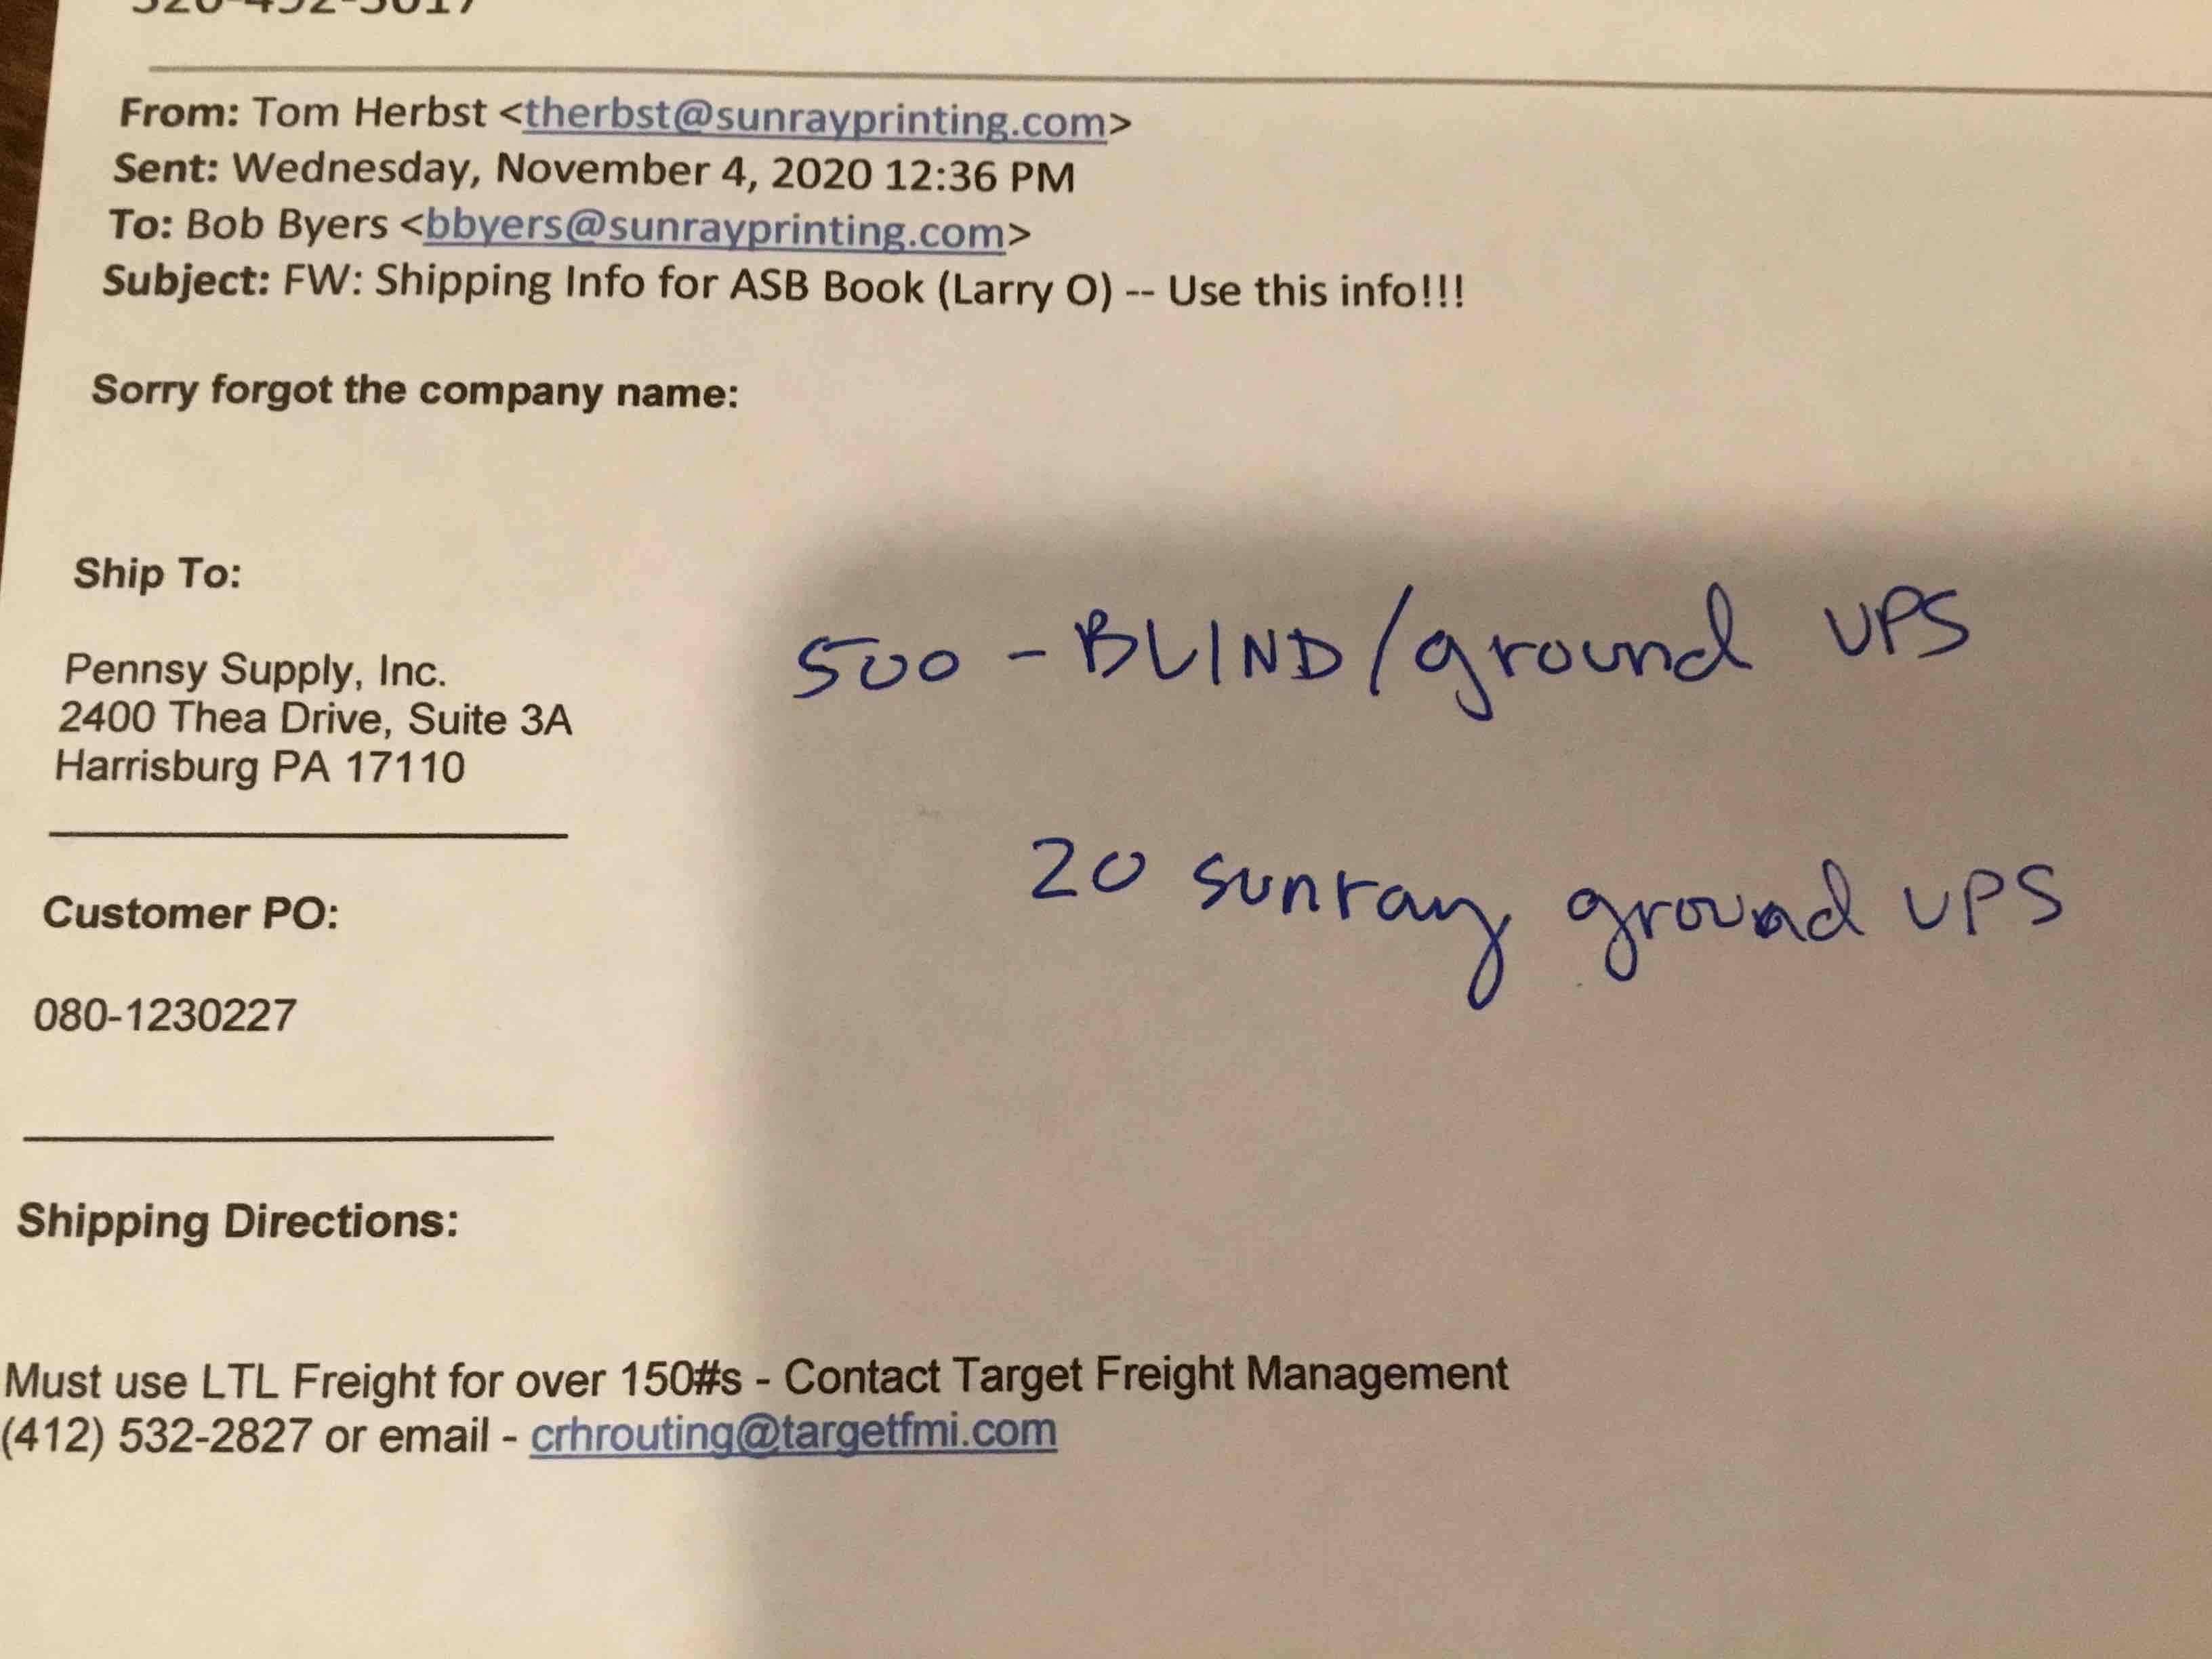 From: Tom Herbst <therbst@sunrayprinting.com>
Sent: Wednesday, November 4, 2020 12:36 PM
To: Bob Byers <bbyers@sunrayprinting.com>
Subject: FW: Shipping Info for ASB Book (Larry O) -- Use this info!!!
Sorry forgot the company name:
Ship To:
Pennsy Supply, Inc.
2400 Thea Drive, Suite 3A
Harrisburg PA 17110
500 - BLIND/ground UPS
20 sunray ground UPS
Customer PO:
080-1230227
Shipping Directions:
Must use LTL Freight for over 150#s - Contact Target Freight Management
(412) 532-2827 or email - crhrouting@targetfmi.com